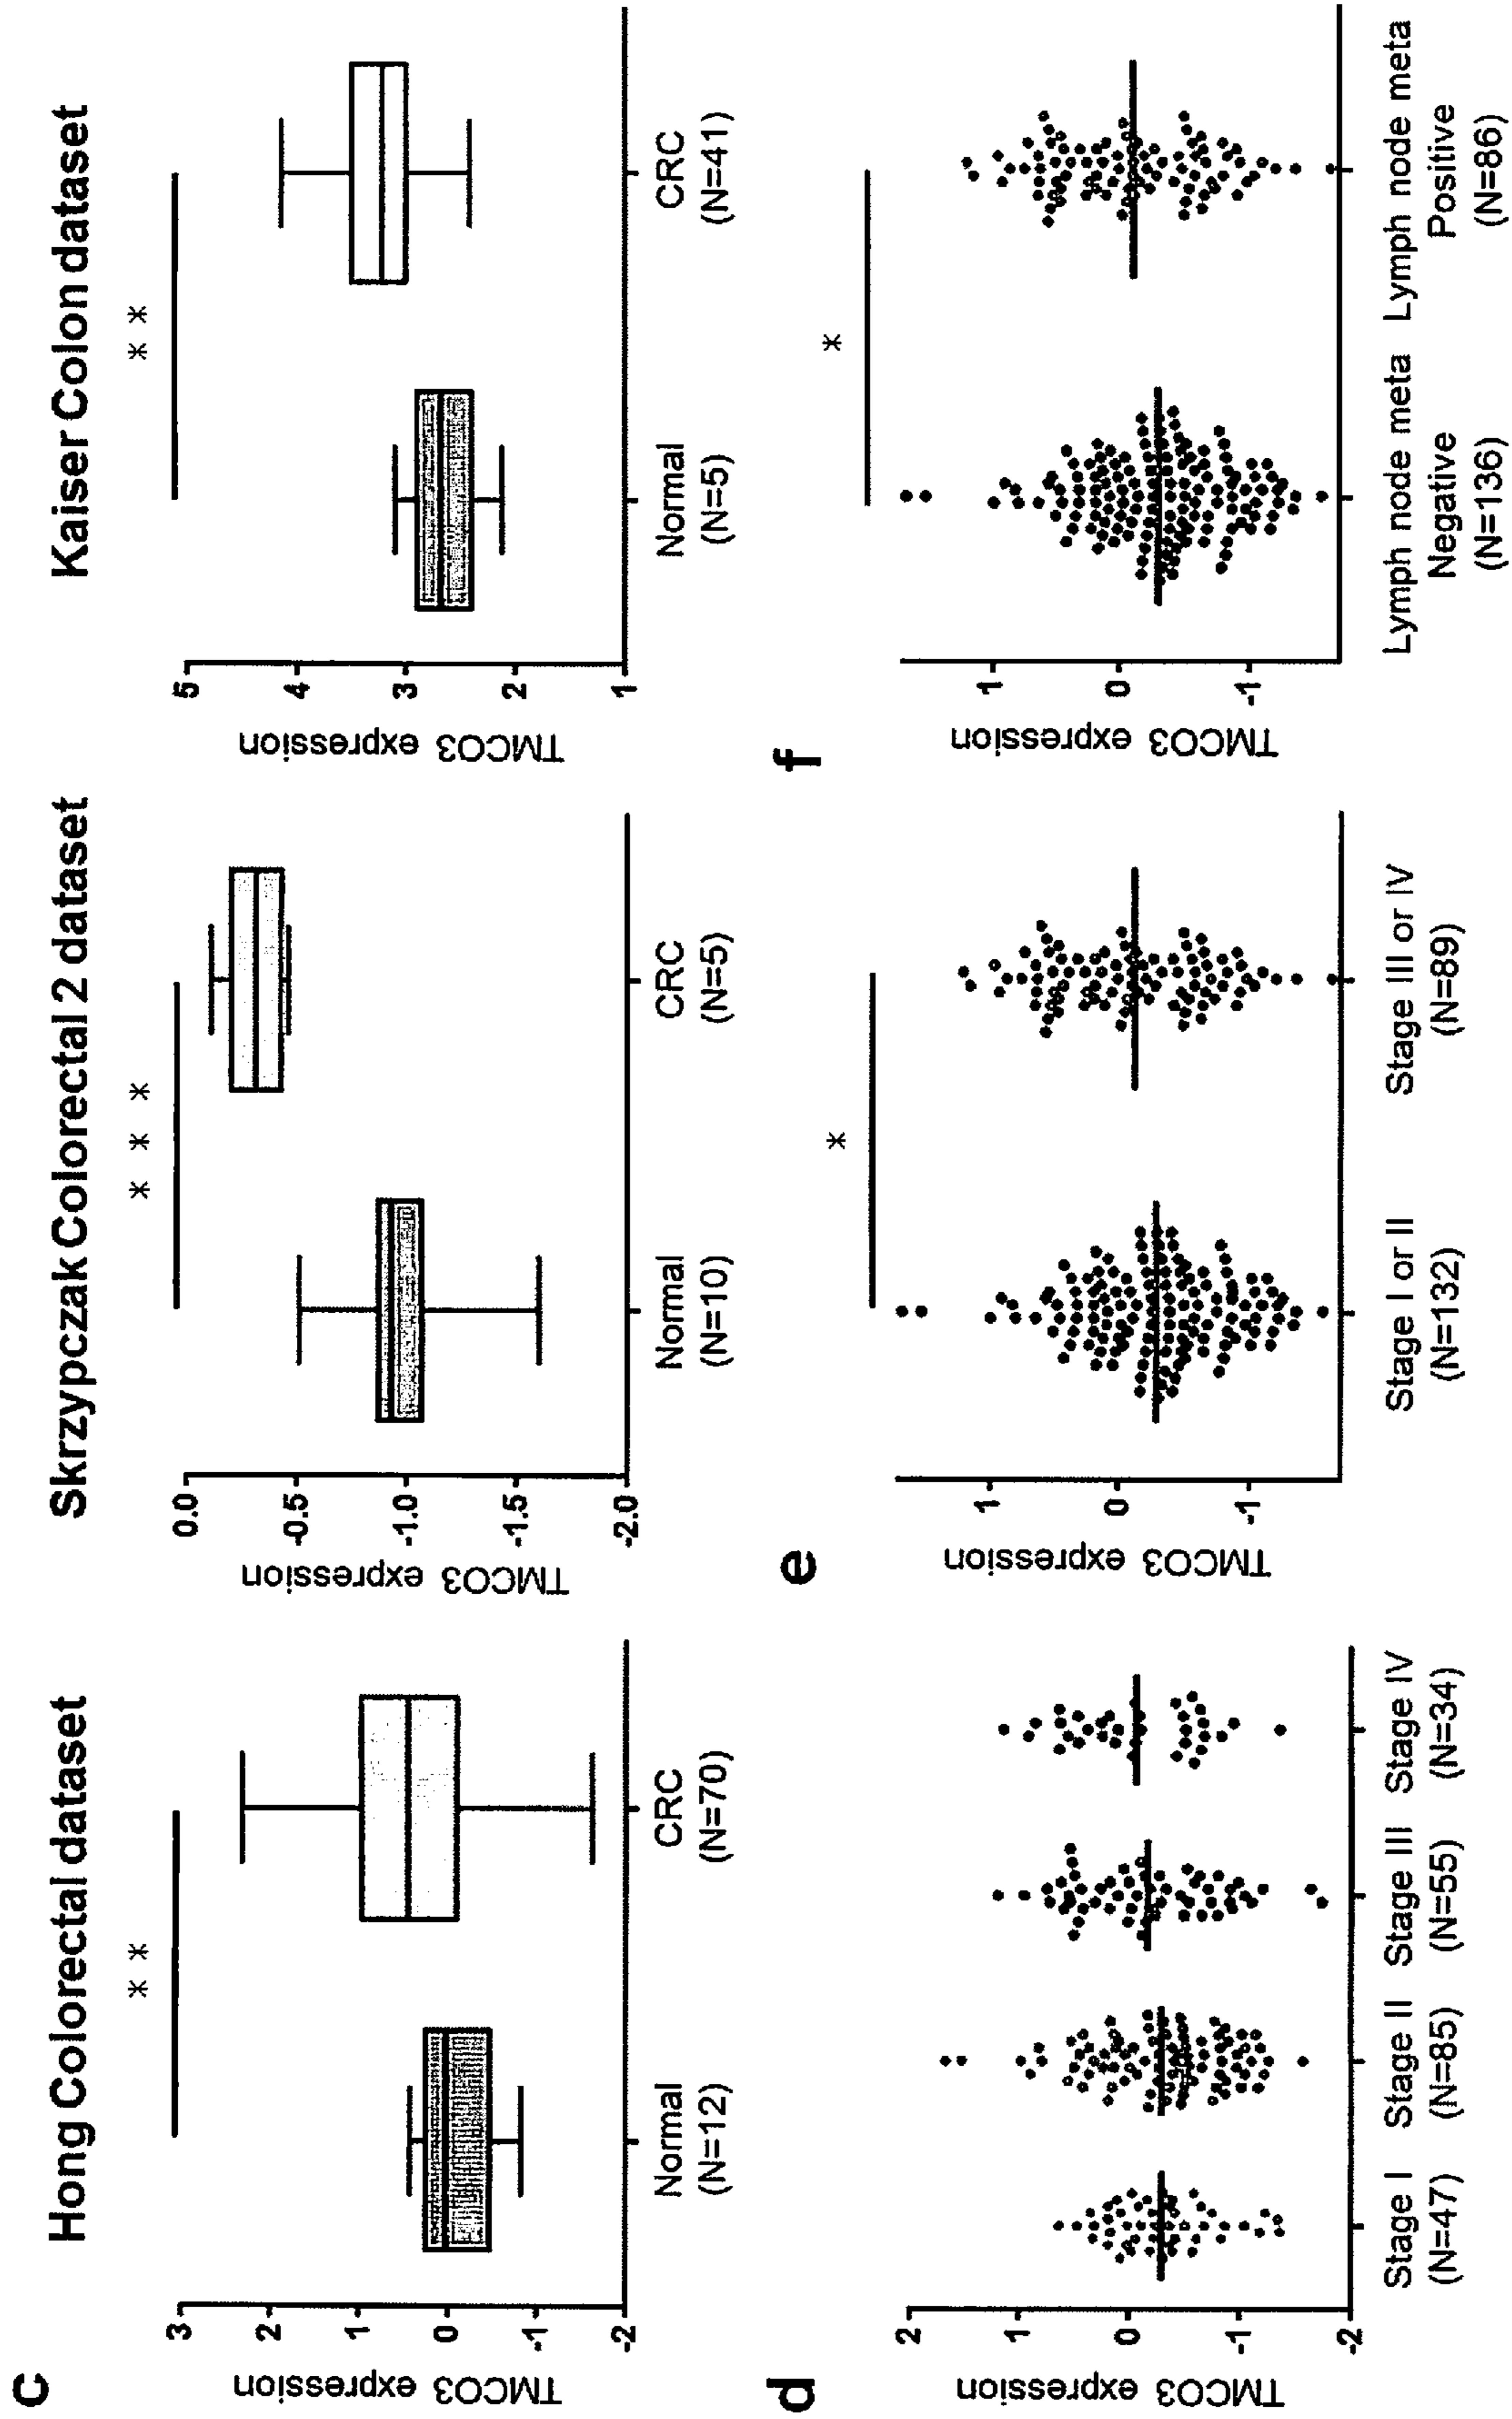 c
Hong Colorectal dataset
* *
TMCO3 expression
3
2
1
0
-1
-2
Normal
(N=12)
CRC
(N=70)
Skrzypczak Colorectal 2 dataset
* * *
TMCO3 expression
0.0
-0.5
-1.0
-1.5
-2.0
Normal
(N=10)
CRC
(N=5)
Kaiser Colon dataset
* *
TMCO3 expression
5
4
3
2
1
Normal
(N=5)
CRC
(N=41)
d
TMCO3 expression
2
1
0
-1
-2
Stage I
(N=47)
Stage II
(N=85)
Stage III
(N=55)
Stage IV
(N=34)
e
*
TMCO3 expression
1
0
-1
Stage I or II
(N=132)
Stage III or IV
(N=89)
f
*
TMCO3 expression
1
0
-1
Lymph node meta
Negative
(N=136)
Lymph node meta
Positive
(N=86)